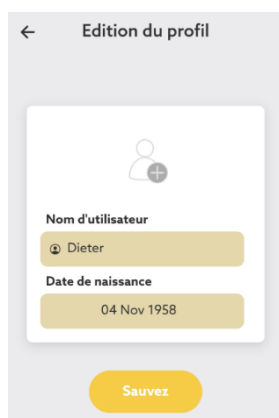 Edition du profil
Nom d'utilisateur
Dieter
Date de naissance
04 Nov 1958
Sauvez